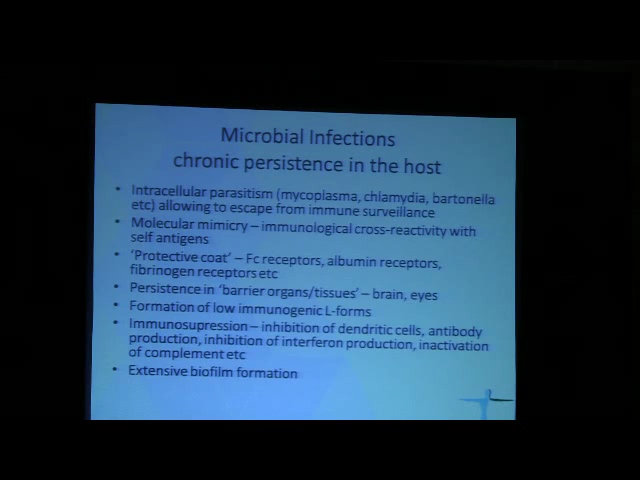 Microbial Infections
chronic persistence in the host
• Intracellular parasitism (mycoplasma, chlamydia, bartonella
etc) allowing to escape from immune surveillance
• Molecular mimicry – immunological cross-reactivity with
self antigens
• 'Protective coat' – Fc receptors, albumin receptors,
fibrinogen receptors etc
• Persistence in 'barrier organs/tissues' – brain, eyes
• Formation of low immunogenic L-forms
• Immunosupression – inhibition of dendritic cells, antibody
production, inhibition of interferon production, inactivation
of complement etc
• Extensive biofilm formation